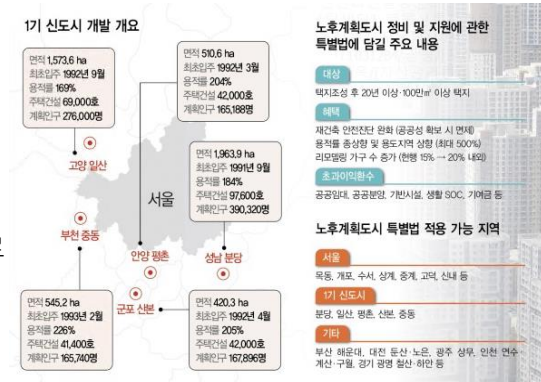 1기 신도시 개발 개요
면적 1,573,6 ha
최초입주 1992년 9월
용적률 169%
주택건설 69,000호
계획인구 276,000명
고양 일산
면적 510,6 ha
최초입주 1992년 3월
용적률 204%
주택건설 42,000호
계획인구 165,188명
면적 1,963,9 ha
최초입주 1991년 9월
용적률 184%
주택건설 97,600호
계획인구 390,320명
서울
부천 중동
안양 평촌
성남 분당
군포 산본
면적 545,2 ha
최초입주 1993년 2월
용적률 226%
주택건설 41,400호
계획인구 165,740명
면적 420,3 ha
최초입주 1992년 4월
용적률 205%
주택건설 42,000호
계획인구 167,896명
노후계획도시 정비 및 지원에 관한
특별법에 담길 주요 내용
대상
택지조성 후 20년 이상·100만㎡ 이상 택지
혜택
재건축 안전진단 완화 (공공성 확보 시 면제)
용적률 종상향 및 용도지역 상향 (최대 500%)
리모델링 가구 수 증가 (현행 15% → 20% 내외)
초과이익환수
공공임대, 공공분양, 기반시설, 생활 SOC, 기여금 등
노후계획도시 특별법 적용 가능 지역
서울
목동, 개포, 수서, 상계, 중계, 고덕, 신내 등
1기 신도시
분당, 일산, 평촌, 산본, 중동
기타
부산 해운대, 대전 둔산·노은, 광주 상무, 인천 연수·
계산·구월, 경기 광명 철산·하안 등